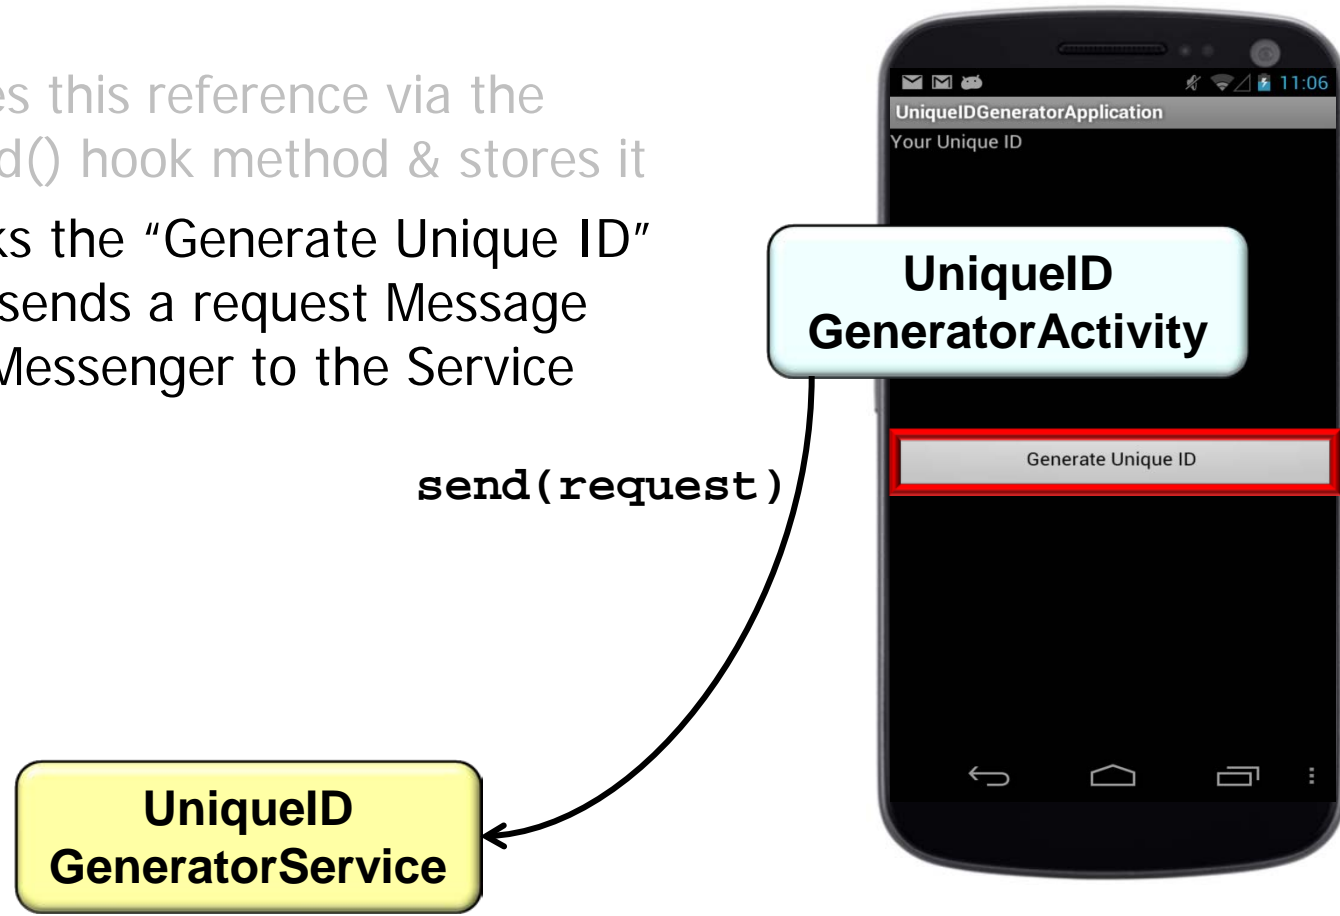 es this reference via the
d() hook method & stores it
ks the “Generate Unique ID”
sends a request Message
Messenger to the Service
11:06
UniqueIDGeneratorApplication
Your Unique ID
UniqueID
GeneratorActivity
Generate Unique ID
send(request)
UniqueID
GeneratorService